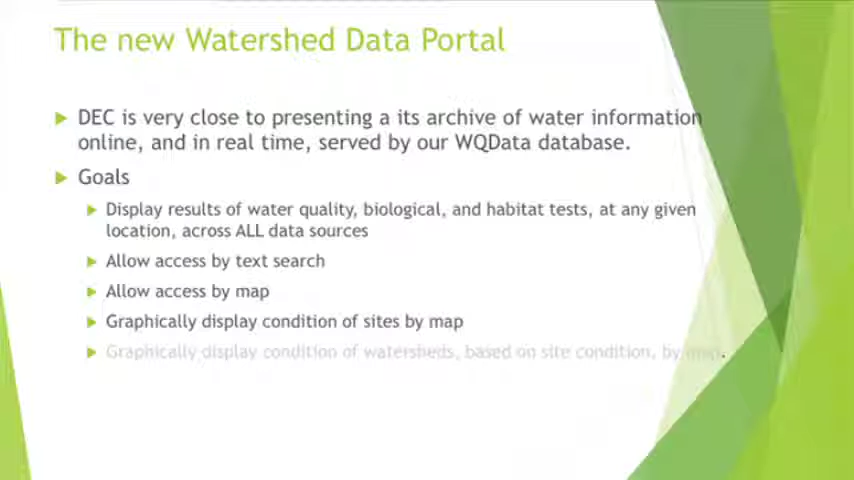 The new Watershed Data Portal
DEC is very close to presenting a its archive of water information
online, and in real time, served by our WQData database.
Goals
Display results of water quality, biological, and habitat tests, at any given
location, across ALL data sources
Allow access by text search
Allow access by map
Graphically display condition of sites by map
Graphically display condition of watersheds, based on site condition, by map.